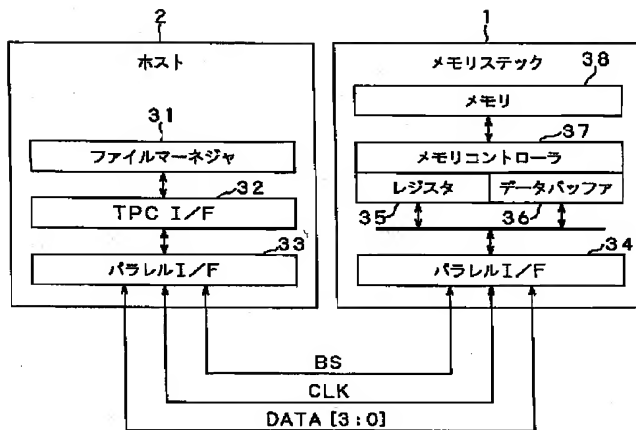 2
ホスト
31
ファイルマネージャ
32
TPC I/F
33
パラレルI/F
1
メモリステック
38
メモリ
37
メモリコントローラ
レジスタ
データバッファ
35
36
34
パラレルI/F
BS
CLK
DATA [3:0]